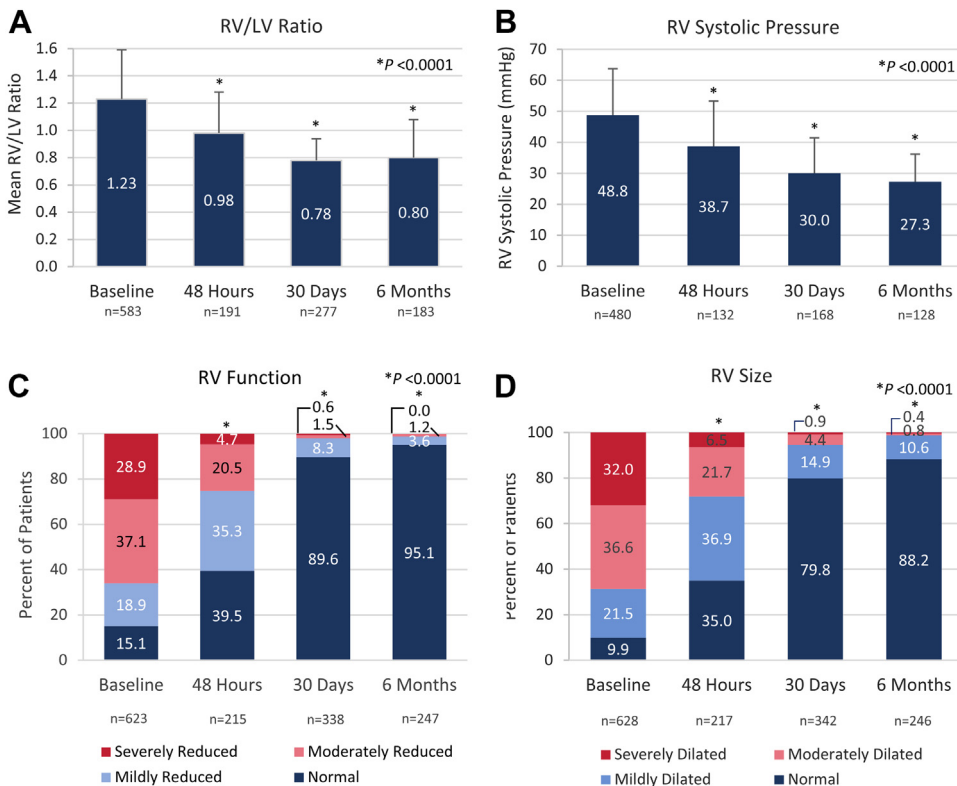 A
RV/LV Ratio
*P <0.0001
Mean RV/LV Ratio
1.6
1.4
1.2
1.0
0.8
0.6
0.4
0.2
0.0
*
*
*
1.23
0.98
0.78
0.80
Baseline 48 Hours 30 Days 6 Months
n=583 n=191 n=277 n=183
B
RV Systolic Pressure
*P <0.0001
RV Systolic Pressure (mmHg)
70
60
50
40
30
20
10
0
*
*
*
48.8
38.7
30.0
27.3
Baseline 48 Hours 30 Days 6 Months
n=480 n=132 n=168 n=128
C
RV Function
*P <0.0001
Percent of Patients
100
80
60
40
20
0
*
*
*
28.9
37.1
18.9
15.1
4.7
20.5
35.3
39.5
0.6
1.5
8.3
89.6
0.0
1.2
3.6
95.1
Baseline 48 Hours 30 Days 6 Months
n=623 n=215 n=338 n=247
Severely Reduced Moderately Reduced
Mildly Reduced Normal
D
RV Size
*P <0.0001
Percent of Patients
100
80
60
40
20
0
*
*
*
32.0
36.6
21.5
9.9
6.5
21.7
36.9
35.0
0.9
4.4
14.9
79.8
0.4
0.8
10.6
88.2
Baseline 48 Hours 30 Days 6 Months
n=628 n=217 n=342 n=246
Severely Dilated Moderately Dilated
Mildly Dilated Normal